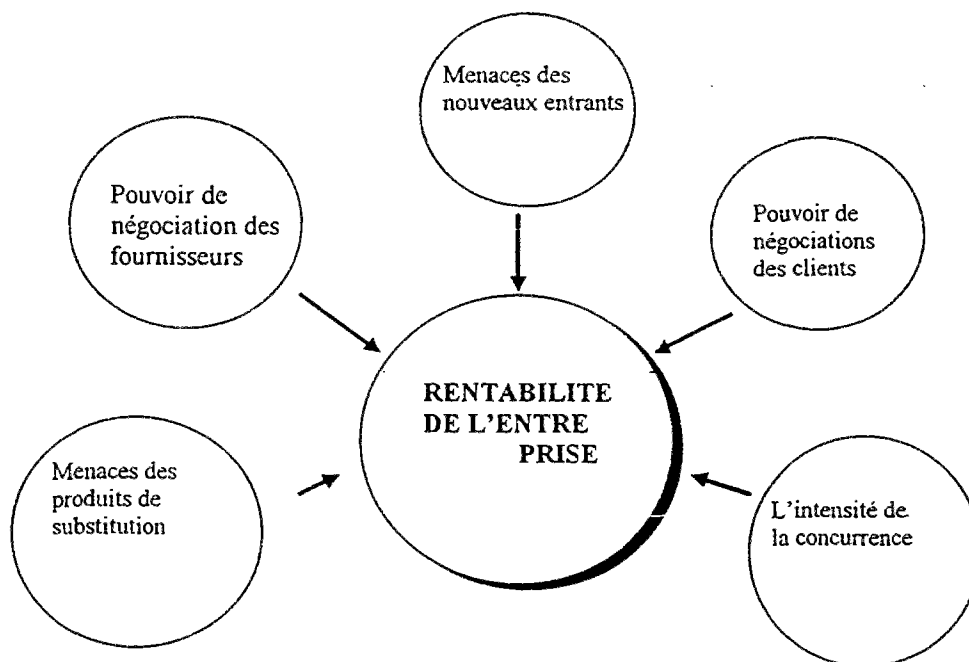 Menaces des
nouveaux entrants
Pouvoir de
négociation des
fournisseurs
Pouvoir de
négociations
des clients
RENTABILITE
DE L'ENTRE
PRISE
Menaces des
produits de
substitution
L'intensité de
la concurrence